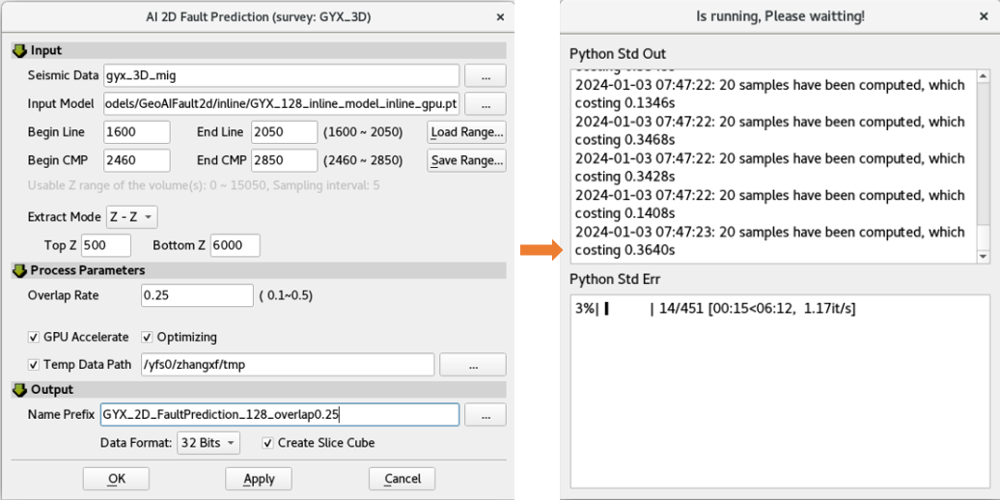 AI 2D Fault Prediction (survey: GYX_3D) ×
Input
Seismic Data gyx_3D_mig ...
Input Model odels/GeoAIFault2d/inline/GYX_128_inline_model_inline_gpu.pt ...
Begin Line 1600 End Line 2050 (1600 ~ 2050) Load Range...
Begin CMP 2460 End CMP 2850 (2460 ~ 2850) Save Range...
Usable Z range of the volume(s): 0 ~ 15050, Sampling interval: 5
Extract Mode Z - Z
Top Z 500 Bottom Z 6000
Process Parameters
Overlap Rate 0.25 ( 0.1~0.5)
GPU Accelerate Optimizing
Temp Data Path /yfs0/zhangxf/tmp ...
Output
Name Prefix GYX_2D_FaultPrediction_128_overlap0.25 ...
Data Format: 32 Bits Create Slice Cube
OK Apply Cancel
Is running, Please waitting! ×
Python Std Out
2024-01-03 07:47:22: 20 samples have been computed, which
costing 0.1346s
2024-01-03 07:47:22: 20 samples have been computed, which
costing 0.3468s
2024-01-03 07:47:22: 20 samples have been computed, which
costing 0.3428s
2024-01-03 07:47:22: 20 samples have been computed, which
costing 0.1408s
2024-01-03 07:47:23: 20 samples have been computed, which
costing 0.3640s
Python Std Err
3%|▌ | 14/451 [00:15<06:12, 1.17it/s]